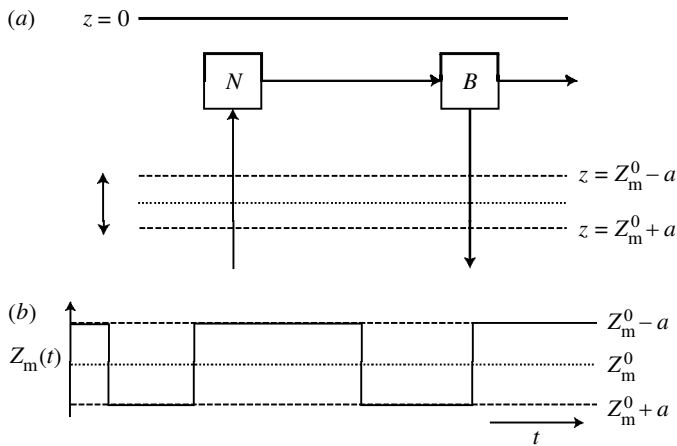 (a) z = 0
N B
z = Z⁰ₘ – a
z = Z⁰ₘ + a
(b) Z⁰ₘ – a
Zₘ(t) Z⁰ₘ
Z⁰ₘ + a
t